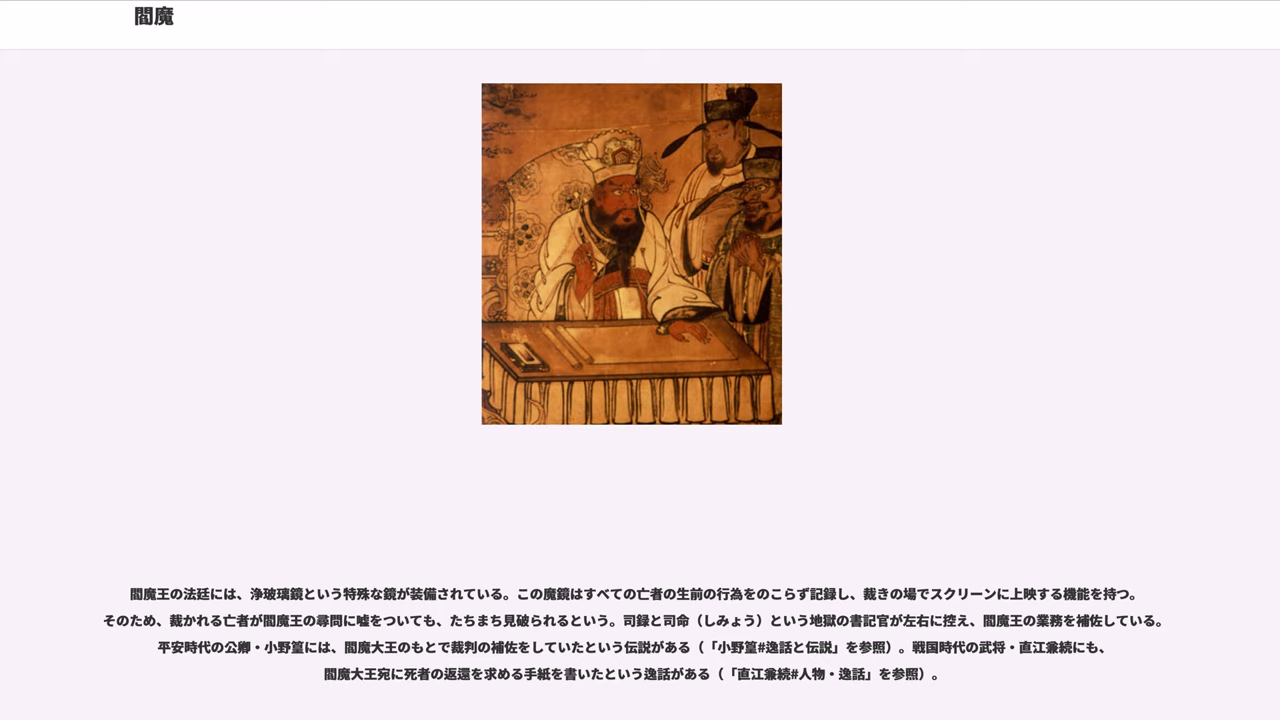 閻魔
閻魔王の法廷には、浄玻璃鏡という特殊な鏡が装備されている。この魔鏡はすべての亡者の生前の行為をのこらず記録し、裁きの場でスクリーンに上映する機能を持つ。
そのため、裁かれる亡者が閻魔王の尋問に嘘をついても、たちまち見破られるという。司録と司命（しみょう）という地獄の書記官が左右に控え、閻魔王の業務を補佐している。
平安時代の公卿・小野篁には、閻魔大王のもとで裁判の補佐をしていたという伝説がある（「小野篁#逸話と伝説」を参照）。戦国時代の武将・直江兼続にも、
閻魔大王宛に死者の返還を求める手紙を書いたという逸話がある（「直江兼続#人物・逸話」を参照）。